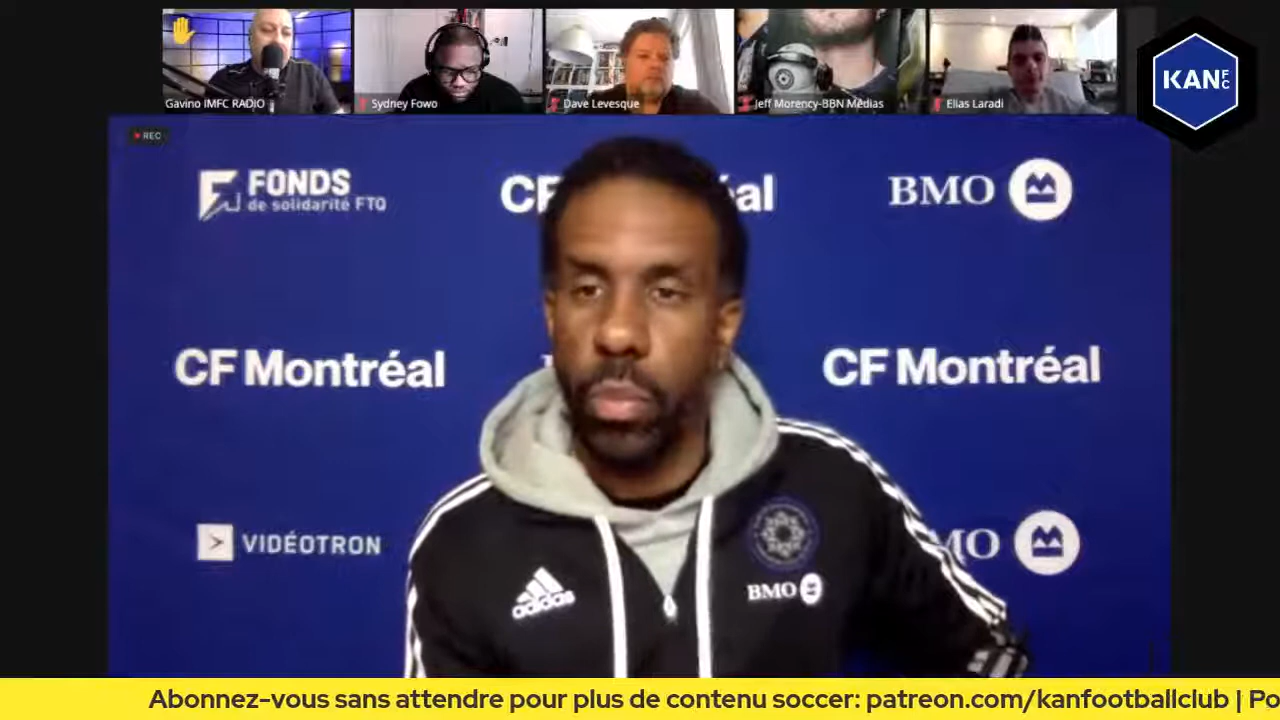 Gavino IMFC RADIO
Sydney Fowo
Dave Levesque
Jeff Morency-BBN Médias
Elias Laradi
KAN FC
REC
FONDS
de solidarité FTQ
CF
al
BMO
CF Montréal
CF Montréal
VIDÉOTRON
MO
adidas
BMO
Abonnez-vous sans attendre pour plus de contenu soccer: patreon.com/kanfootballclub | Po